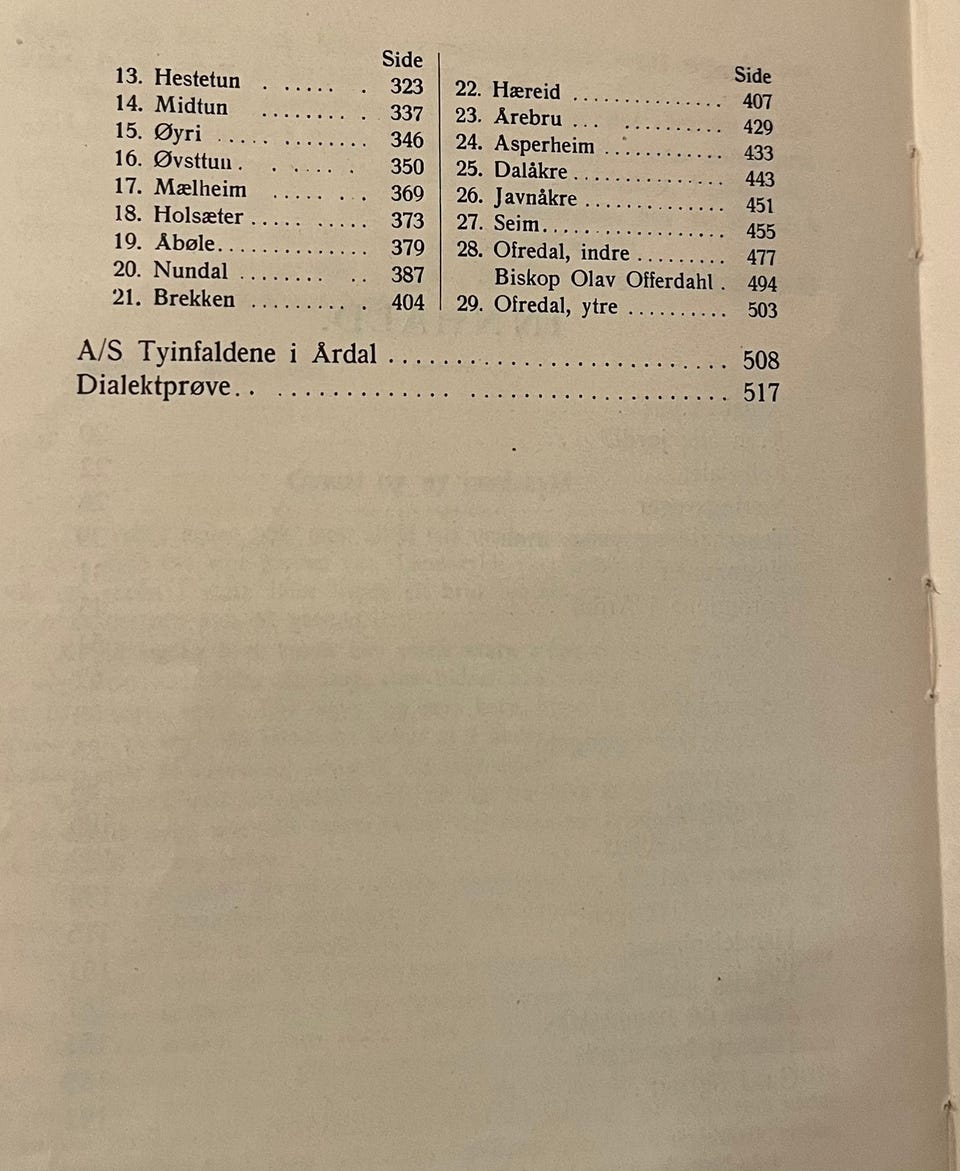 Side
13. Hestetun . ..... . 323
14. Midtun ......... . 337
15. Øyri ..... ......... 346
16. Øvsttun. . ..... . 350
17. Mælheim ..... ... 369
18. Holsæter ..... ..... 373
19. Åbøle.............. 379
20. Nundal ........ .. 387
21. Brekken .......... 404
Side
22. Hæreid .............. 407
23. Årebru ... .......... 429
24. Asperheim ........... 433
25. Dalåkre.............. 443
26. Javnåkre ............. 451
27. Seim................. 455
28. Ofredal, indre ......... 477
Biskop Olav Offerdahl . 494
29. Ofredal, ytre .......... 503
A/S Tyinfaldene i Årdal .............................. 508
Dialektprøve.. ............. .................... 517